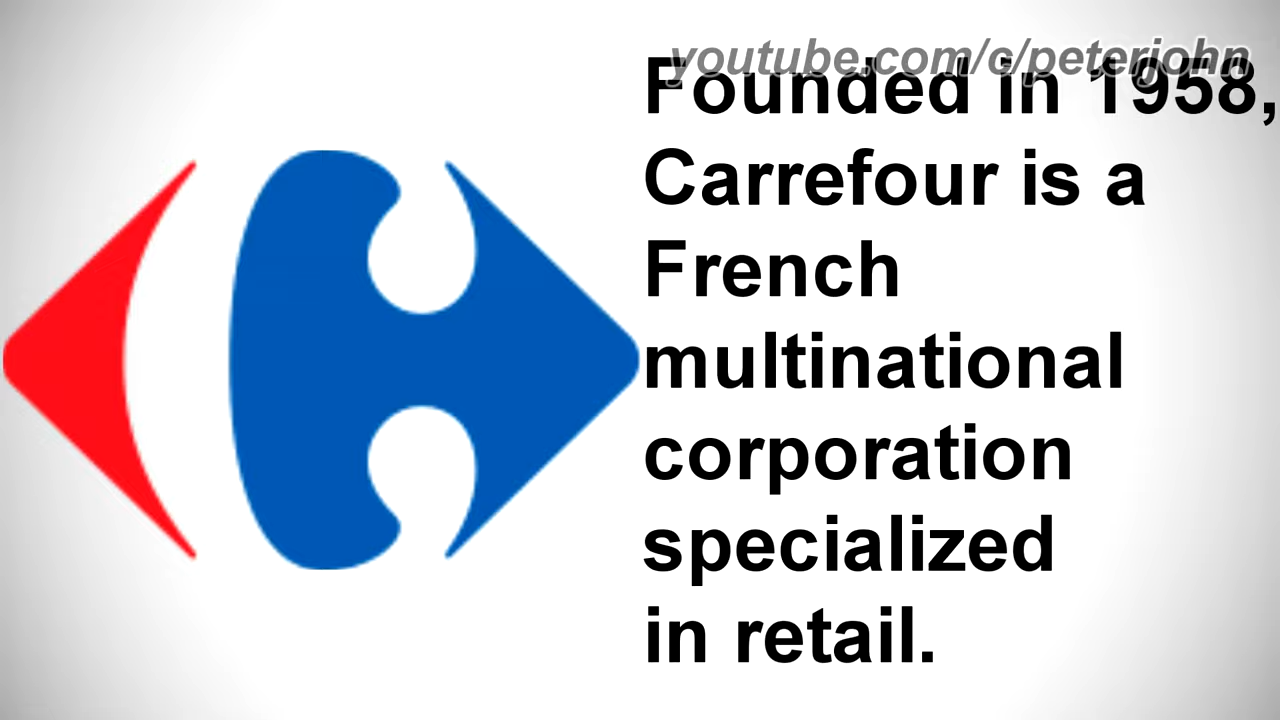 youtube.com/c/peterjohn
Founded in 1958,
Carrefour is a
French
multinational
corporation
specialized
in retail.